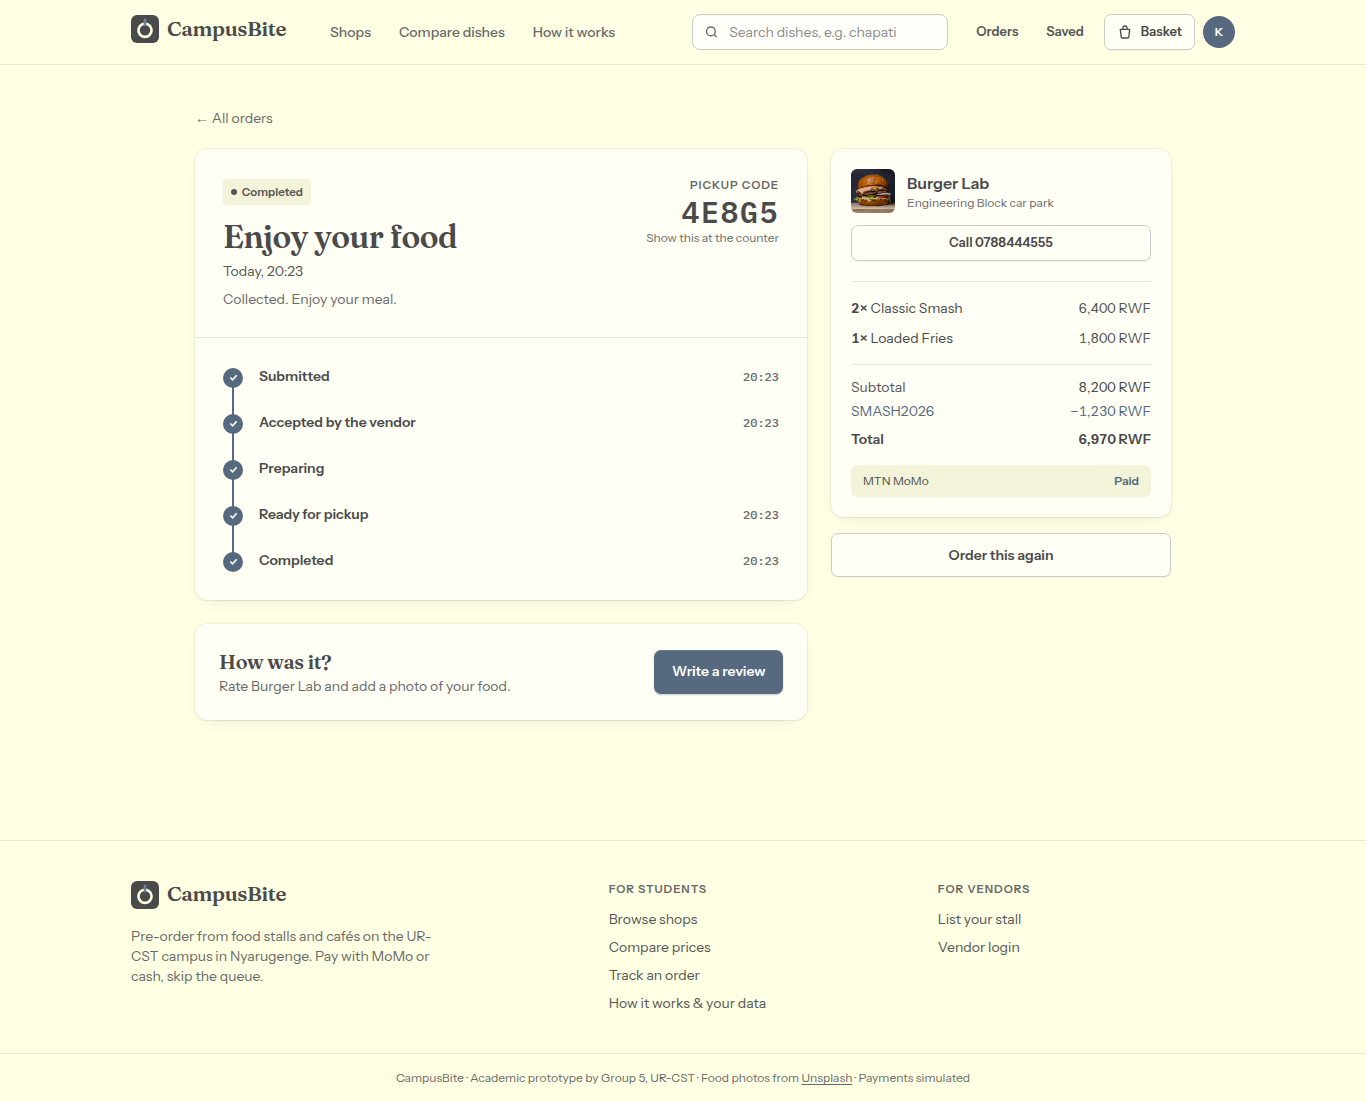 CampusBite
Shops
Compare dishes
How it works
Search dishes, e.g. chapati
Orders
Saved
Basket
K
← All orders
Completed
Enjoy your food
Today, 20:23
Collected. Enjoy your meal.
PICKUP CODE
4E8G5
Show this at the counter
Submitted 20:23
Accepted by the vendor 20:23
Preparing
Ready for pickup 20:23
Completed 20:23
How was it?
Rate Burger Lab and add a photo of your food.
Write a review
Burger Lab
Engineering Block car park
Call 0788444555
2× Classic Smash 6,400 RWF
1× Loaded Fries 1,800 RWF
Subtotal 8,200 RWF
SMASH2026 −1,230 RWF
Total 6,970 RWF
MTN MoMo Paid
Order this again
CampusBite
Pre-order from food stalls and cafés on the UR-
CST campus in Nyarugenge. Pay with MoMo or
cash, skip the queue.
FOR STUDENTS
Browse shops
Compare prices
Track an order
How it works & your data
FOR VENDORS
List your stall
Vendor login
CampusBite · Academic prototype by Group 5, UR-CST · Food photos from Unsplash · Payments simulated